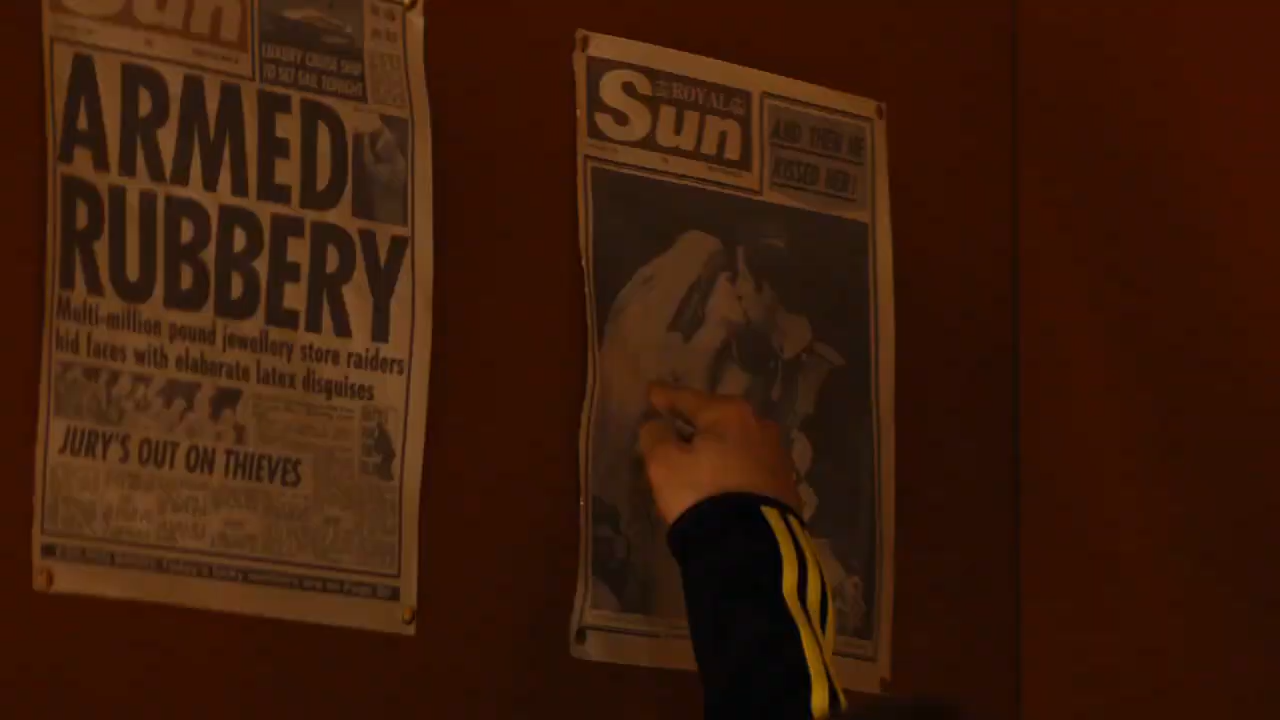 Sun
LUXURY CRUISE SHIP
TO SET SAIL TONIGHT
ARMED
RUBBERY
Multi-million pound jewellery store raiders
hid faces with elaborate latex disguises
JURY'S OUT ON THIEVES
ROYAL
Sun
AND THEN HE
KISSED HER!